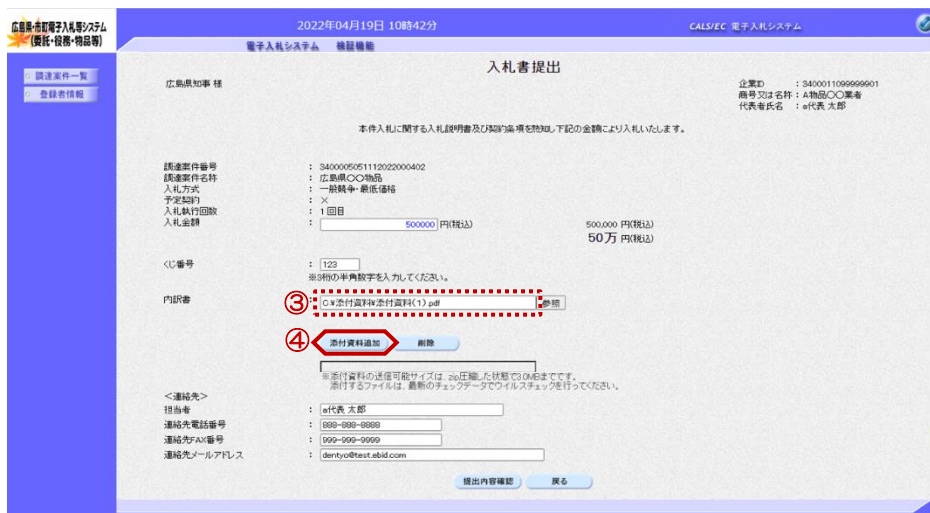 広島県・市町電子入札等システム
(委託・役務・物品等)
2022年04月19日 10時42分
CALS/EC 電子入札システム
電子入札システム 検証機能
調達案件一覧
登録者情報
入札書提出
広島県知事 様
企業ID : 3400011099999901
商号又は名称 : A物品〇〇業者
代表者氏名 : a代表 太郎
本件入札に関する入札説明書及び契約条項を熟知し下記の金額により入札いたします。
調達案件番号 : 3400005051112022000402
調達案件名称 : 広島県〇〇物品
入札方式 : 一般競争・最低価格
予定契約 : ×
入札執行回数 : 1回目
入札金額 : 500000 円(税込) 500,000 円(税込)
50万 円(税込)
くじ番号 : 123
※3桁の半角数字を入力してください。
内訳書 : ③ C:¥添付資料¥添付資料(1).pdf 参照
④ 添付資料追加 削除
※添付資料の送信可能サイズは、zip圧縮した状態で3.0MBまでです。
添付するファイルは、最新のチェックデータでウイルスチェックを行ってください。
<連絡先>
担当者 : a代表 太郎
連絡先電話番号 : 888-888-8888
連絡先FAX番号 : 999-999-9999
連絡先メールアドレス : dentyo@test.ebid.com
提出内容確認 戻る